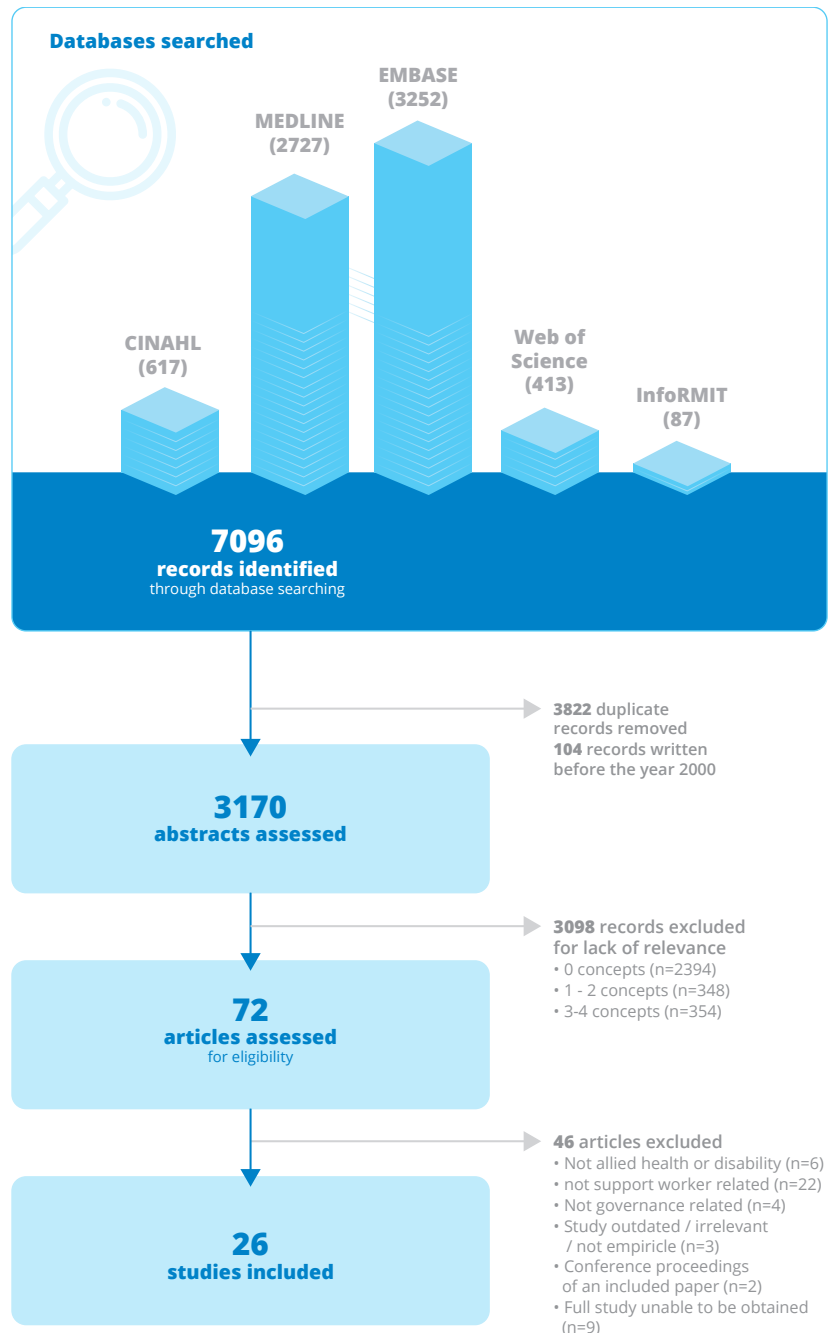 Databases searched
EMBASE
(3252)
MEDLINE
(2727)
CINAHL
(617)
Web of
Science
(413)
InfoRMIT
(87)
7096
records identified
through database searching
3822 duplicate
records removed
104 records written
before the year 2000
3170
abstracts assessed
3098 records excluded
for lack of relevance
• 0 concepts (n=2394)
• 1 - 2 concepts (n=348)
• 3-4 concepts (n=354)
72
articles assessed
for eligibility
46 articles excluded
• Not allied health or disability (n=6)
• not support worker related (n=22)
• Not governance related (n=4)
• Study outdated / irrelevant
/ not empiricle (n=3)
• Conference proceedings
of an included paper (n=2)
• Full study unable to be obtained
(n=9)
26
studies included